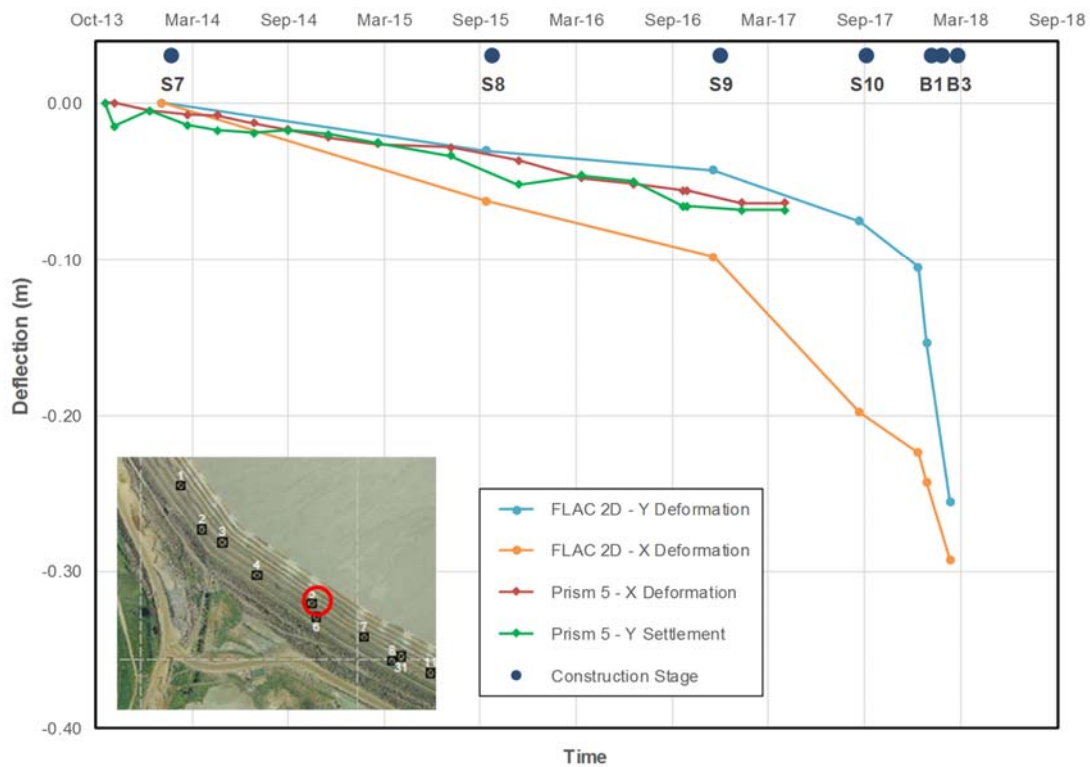 Oct-13 Mar-14 Sep-14 Mar-15 Sep-15 Mar-16 Sep-16 Mar-17 Sep-17 Mar-18 Sep-18
S7 S8 S9 S10 B1 B3
0.00
-0.10
-0.20
-0.30
-0.40
Deflection (m)
Time
FLAC 2D - Y Deformation
FLAC 2D - X Deformation
Prism 5 - X Deformation
Prism 5 - Y Settlement
Construction Stage
1
2
3
4
5
6
7
8
31